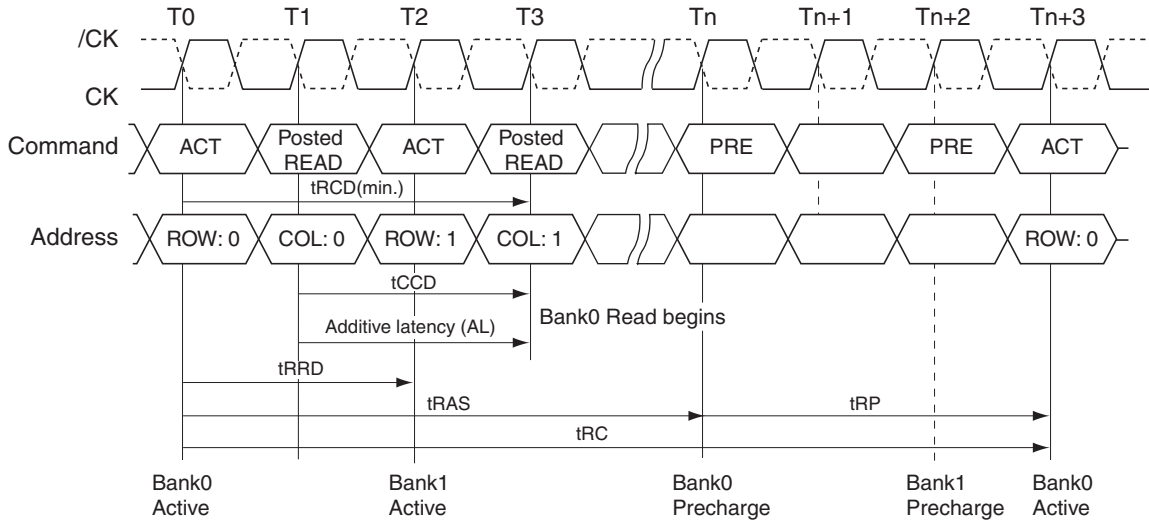 T0 T1 T2 T3 Tn Tn+1 Tn+2 Tn+3
/CK
CK
Command
ACT
Posted
READ
ACT
Posted
READ
PRE
PRE
ACT
tRCD(min.)
Address
ROW: 0
COL: 0
ROW: 1
COL: 1
ROW: 0
tCCD
Bank0 Read begins
Additive latency (AL)
tRRD
tRAS
tRP
tRC
Bank0
Active
Bank1
Active
Bank0
Precharge
Bank1
Precharge
Bank0
Active